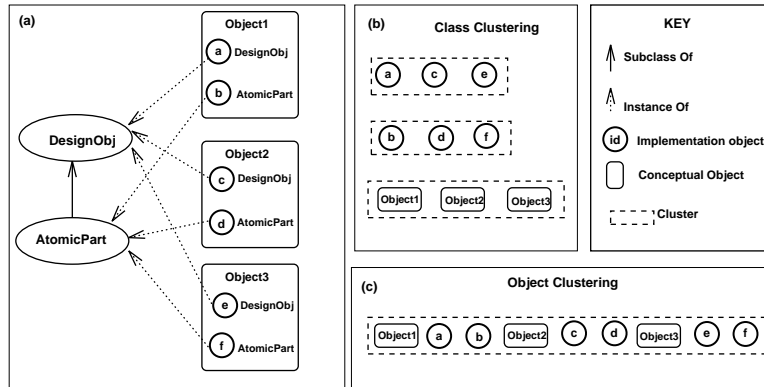 (a)
Object1
a DesignObj
b AtomicPart
DesignObj
Object2
c DesignObj
d AtomicPart
AtomicPart
Object3
e DesignObj
f AtomicPart
(b)
Class Clustering
a c e
b d f
Object1 Object2 Object3
KEY
Subclass Of
Instance Of
id Implementation object
Conceptual Object
Cluster
(c)
Object Clustering
Object1 a b Object2 c d Object3 e f